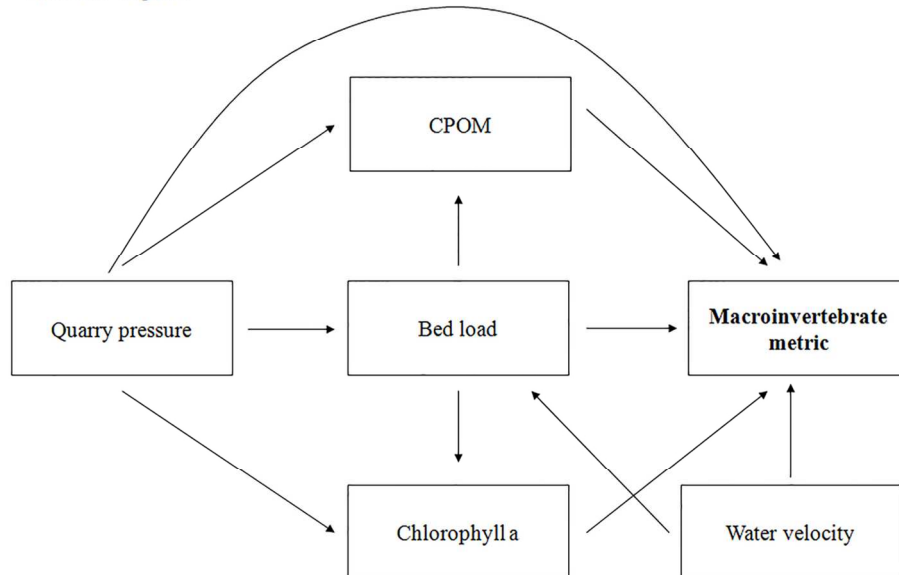 CPOM
Quarry pressure
Bed load
Macroinvertebrate
metric
Chlorophyll a
Water velocity